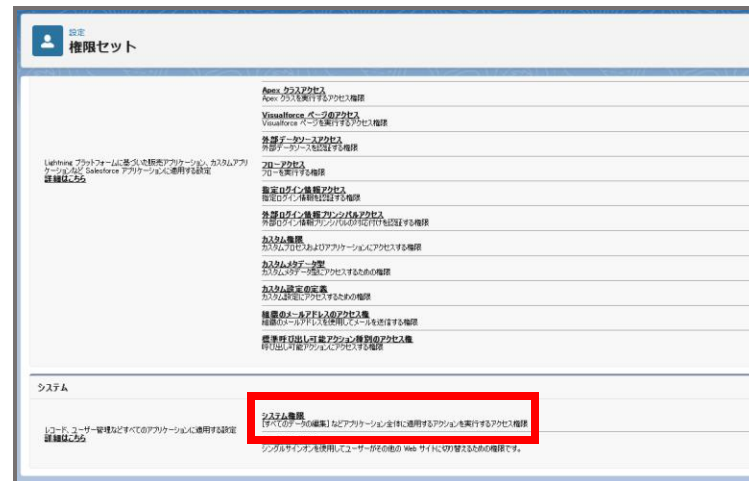 設定
権限セット
Apex クラスアクセス
Apex クラスを実行するアクセス権限
Visualforce ページのアクセス
Visualforce ページを実行するアクセス権限
外部データソースアクセス
外部データソースを認証する権限
Lightning プラットフォームに基づいた販売アプリケーション、カスタムアプリ
ケーションなど Salesforce アプリケーションに適用する設定
詳細はこちら
フローアクセス
フローを実行する権限
指定ログイン情報アクセス
指定ログイン情報を認証する権限
外部ログイン情報プリンシパルアクセス
外部ログイン情報プリンシパルの対応付けを認証する権限
カスタム権限
カスタムプロセスおよびアプリケーションにアクセスする権限
カスタムメタデータ型
カスタムメタデータ型にアクセスするための権限
カスタム設定の定義
カスタム設定にアクセスするための権限
組織のメールアドレスのアクセス権
組織のメールアドレスを使用してメールを送信する権限
標準呼び出し可能アクション種別のアクセス権
呼び出し可能アクションにアクセスする権限
システム
システム権限
[すべてのデータの編集] などアプリケーション全体に適用するアクションを実行するアクセス権限
レコード、ユーザー管理などすべてのアプリケーションに適用する設定
詳細はこちら
シングルサインオンを使用してユーザーがその他の Web サイトに切り替えるための権限です。